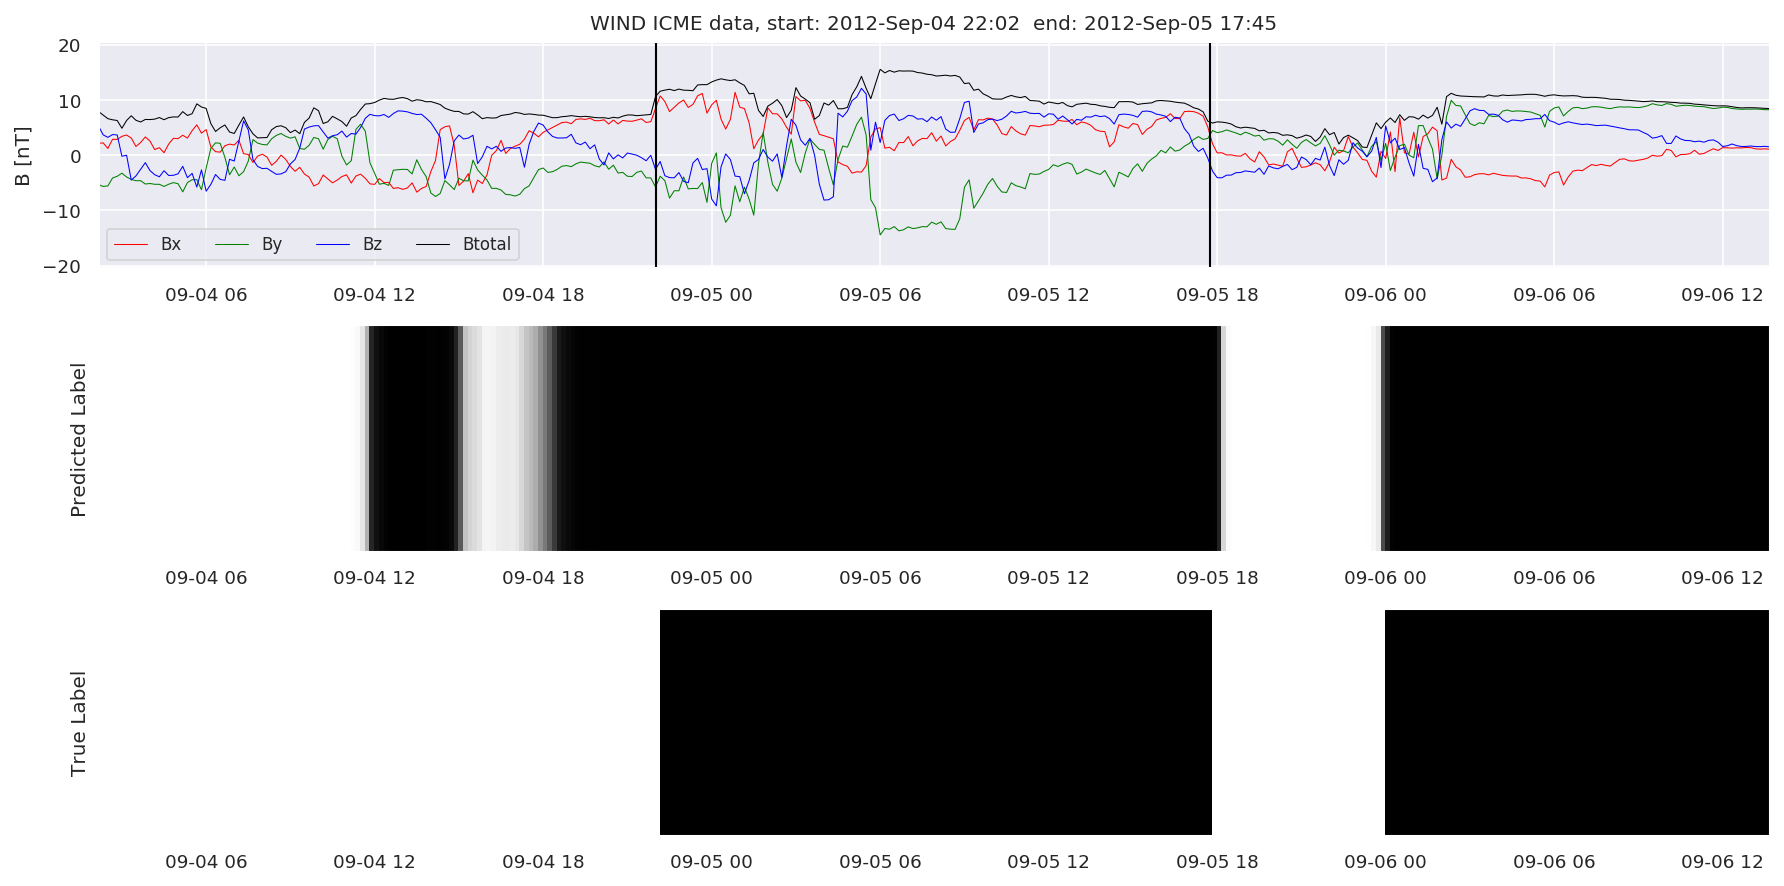 WIND ICME data, start: 2012-Sep-04 22:02  end: 2012-Sep-05 17:45
20
10
0
−10
−20
B [nT]
Bx By Bz Btotal
09-04 06 09-04 12 09-04 18 09-05 00 09-05 06 09-05 12 09-05 18 09-06 00 09-06 06 09-06 12
Predicted Label
09-04 06 09-04 12 09-04 18 09-05 00 09-05 06 09-05 12 09-05 18 09-06 00 09-06 06 09-06 12
True Label
09-04 06 09-04 12 09-04 18 09-05 00 09-05 06 09-05 12 09-05 18 09-06 00 09-06 06 09-06 12